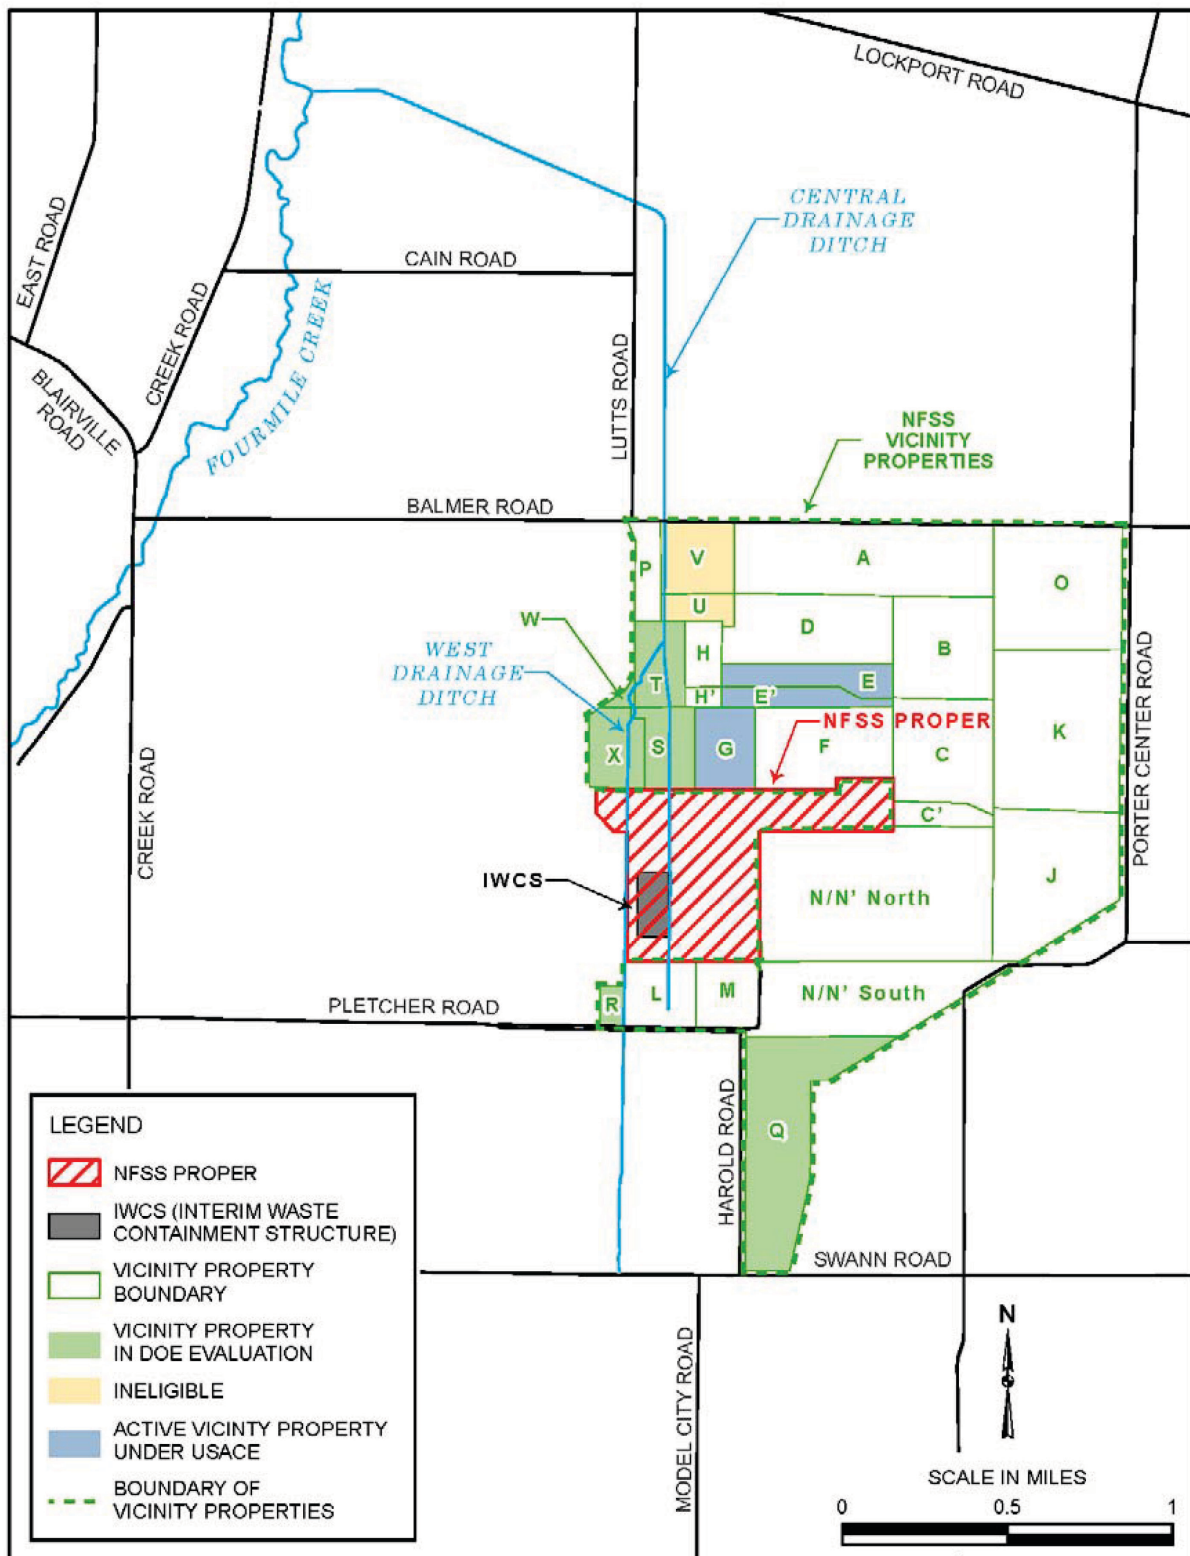 LOCKPORT ROAD
EAST ROAD
CREEK ROAD
BLAIRVILLE
ROAD
FOURMILE CREEK
CAIN ROAD
LUTTS ROAD
CENTRAL
DRAINAGE
DITCH
NFSS
VICINITY
PROPERTIES
BALMER ROAD
P
V
A
O
U
W
D
H
B
WEST
DRAINAGE
DITCH
T
H'
E'
E
NFSS PROPER
X
S
G
F
C
K
C'
PORTER CENTER ROAD
CREEK ROAD
IWCS
N/N' North
J
R
L
M
N/N' South
PLETCHER ROAD
HAROLD ROAD
Q
SWANN ROAD
MODEL CITY ROAD
LEGEND
NFSS PROPER
IWCS (INTERIM WASTE
CONTAINMENT STRUCTURE)
VICINITY PROPERTY
BOUNDARY
VICINITY PROPERTY
IN DOE EVALUATION
INELIGIBLE
ACTIVE VICINTY PROPERTY
UNDER USACE
BOUNDARY OF
VICINITY PROPERTIES
N
SCALE IN MILES
0
0.5
1